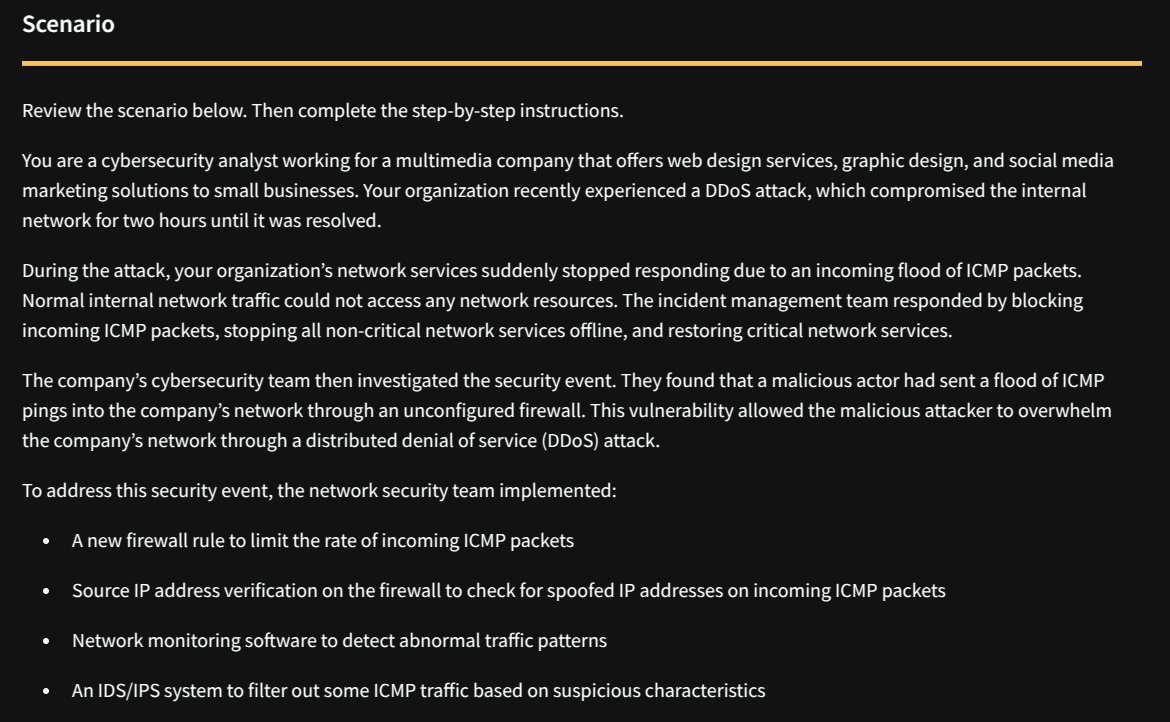 Scenario
Review the scenario below. Then complete the step-by-step instructions.
You are a cybersecurity analyst working for a multimedia company that offers web design services, graphic design, and social media
marketing solutions to small businesses. Your organization recently experienced a DDoS attack, which compromised the internal
network for two hours until it was resolved.
During the attack, your organization’s network services suddenly stopped responding due to an incoming flood of ICMP packets.
Normal internal network traffic could not access any network resources. The incident management team responded by blocking
incoming ICMP packets, stopping all non-critical network services offline, and restoring critical network services.
The company’s cybersecurity team then investigated the security event. They found that a malicious actor had sent a flood of ICMP
pings into the company’s network through an unconfigured firewall. This vulnerability allowed the malicious attacker to overwhelm
the company’s network through a distributed denial of service (DDoS) attack.
To address this security event, the network security team implemented:
• A new firewall rule to limit the rate of incoming ICMP packets
• Source IP address verification on the firewall to check for spoofed IP addresses on incoming ICMP packets
• Network monitoring software to detect abnormal traffic patterns
• An IDS/IPS system to filter out some ICMP traffic based on suspicious characteristics